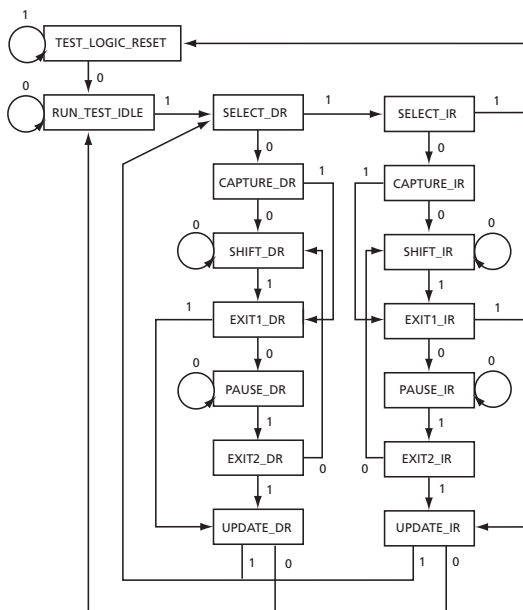 1
TEST_LOGIC_RESET
0
0
RUN_TEST_IDLE
1
SELECT_DR
1
SELECT_IR
1
0
0
CAPTURE_DR
1
1
CAPTURE_IR
0
0
0
SHIFT_DR
SHIFT_IR
0
1
1
1
EXIT1_DR
EXIT1_IR
1
0
0
0
PAUSE_DR
PAUSE_IR
0
1
1
EXIT2_DR
0
0
EXIT2_IR
1
1
UPDATE_DR
UPDATE_IR
1
0
1
0